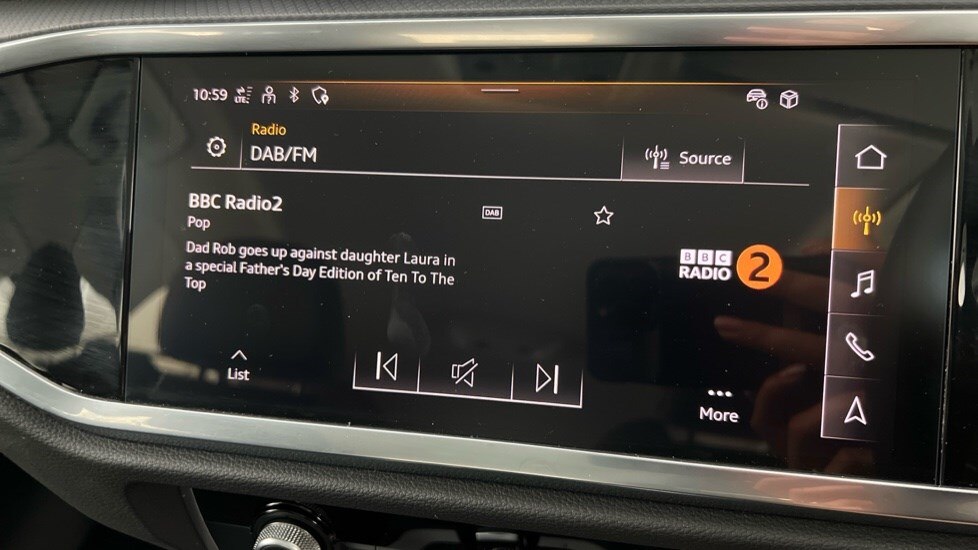 10:59 LTE
Radio
DAB/FM
Source
BBC Radio2
DAB
Pop
Dad Rob goes up against daughter Laura in
a special Father's Day Edition of Ten To The
Top
BBC
RADIO 2
List
More